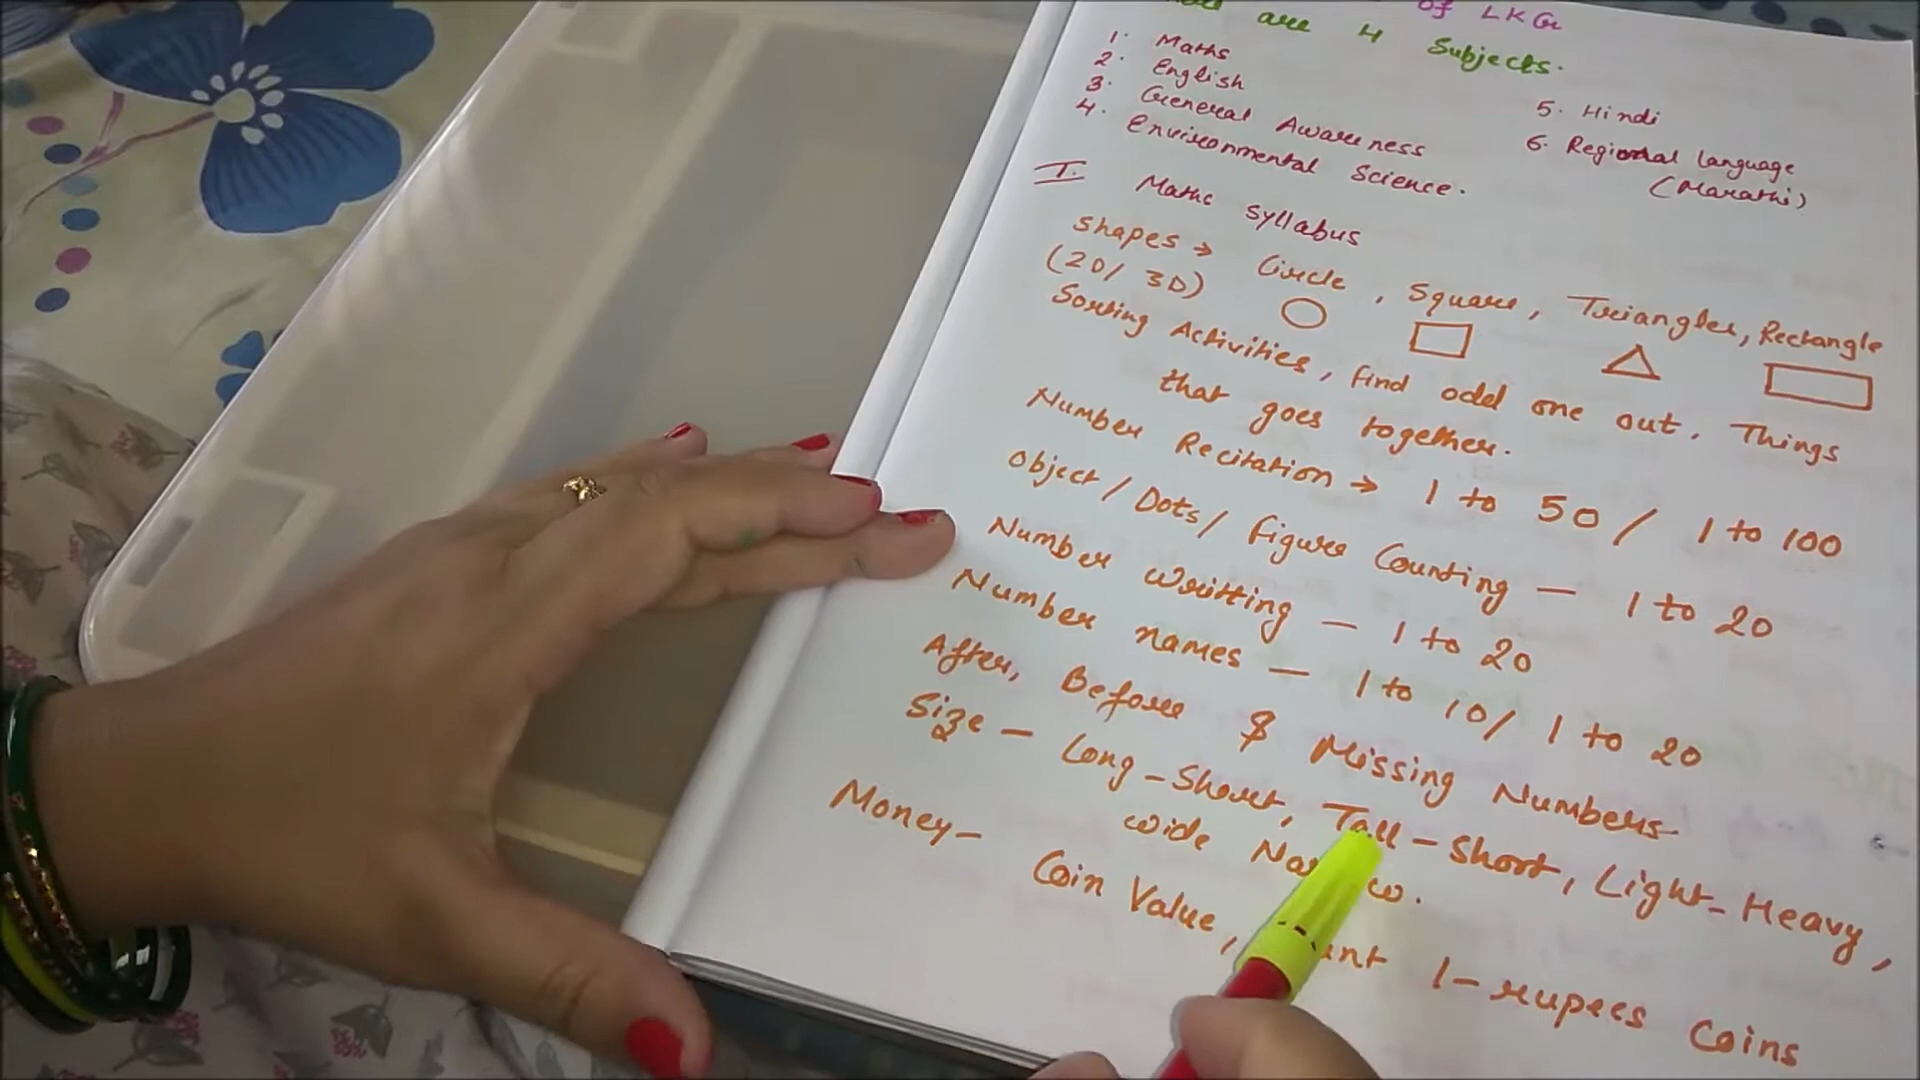 of LKG
are 4 Subjects.
1. Maths
2. English
3. General Awareness
4. Environmental Science.
5. Hindi
6. Regional language
(Marathi)
I. Maths Syllabus
Shapes → Circle, Square, Triangles, Rectangle
(2D/ 3D)
Sorting Activities, find odd one out. Things
that goes together.
Number Recitation → 1 to 50 / 1 to 100
Object / Dots / figure Counting — 1 to 20
Number writting — 1 to 20
Number names — 1 to 10/ 1 to 20
After, Before $ Missing Numbers
Size — Long - Short, Tall - Short, Light - Heavy,
wide
Money - Coin Value, 1 - rupees Coins